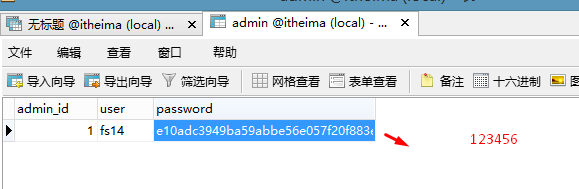 无标题 @itheima (local) ...
admin @itheima (local) - ...
文件 编辑 查看 窗口 帮助
导入向导 导出向导 筛选向导 网格查看 表单查看 备注 十六进制
admin_id user password
1 fs14 e10adc3949ba59abbe56e057f20f883e
123456